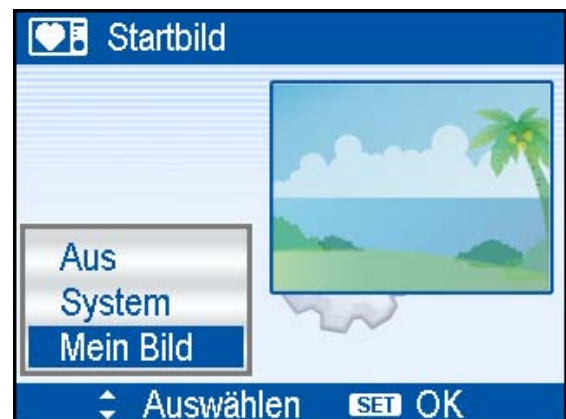 Startbild
Aus
System
Mein Bild
Auswählen SET OK